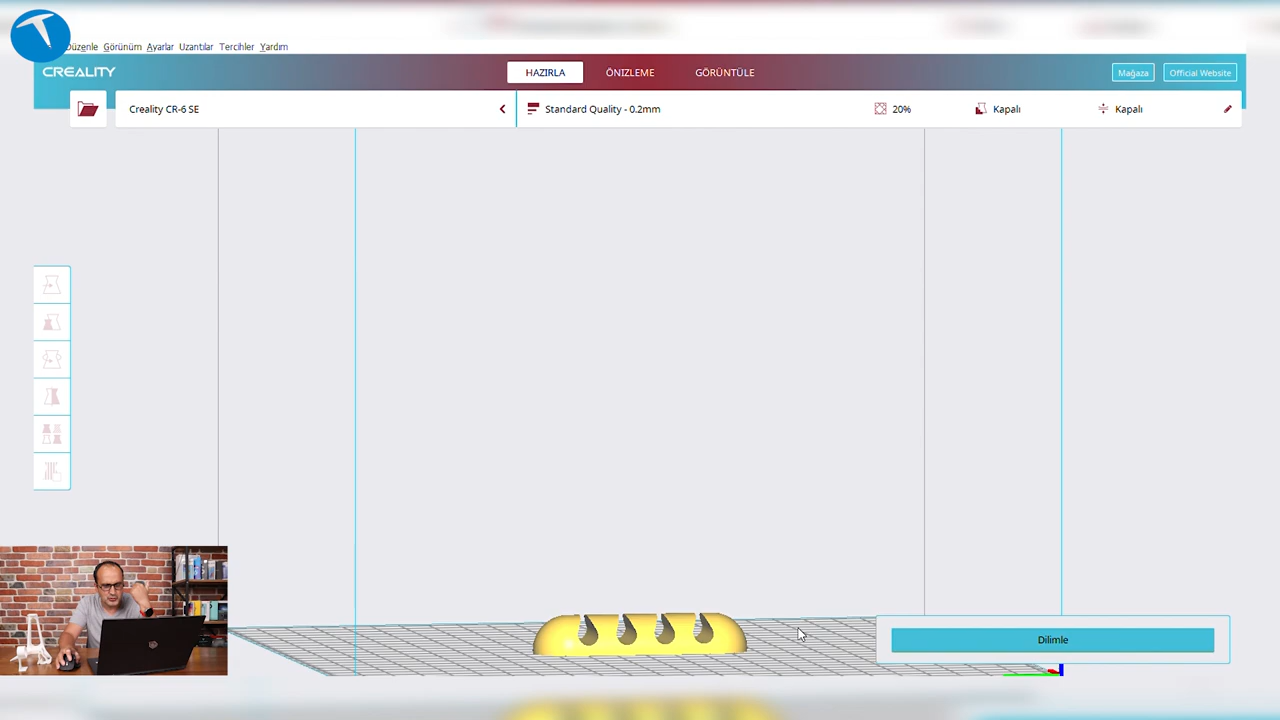 Düzenle Görünüm Ayarlar Uzantılar Tercihler Yardım
CREALITY
HAZIRLA
ÖNİZLEME
GÖRÜNTÜLE
Mağaza
Official Website
Creality CR-6 SE
Standard Quality - 0.2mm
20%
Kapalı
Kapalı
Dilimle